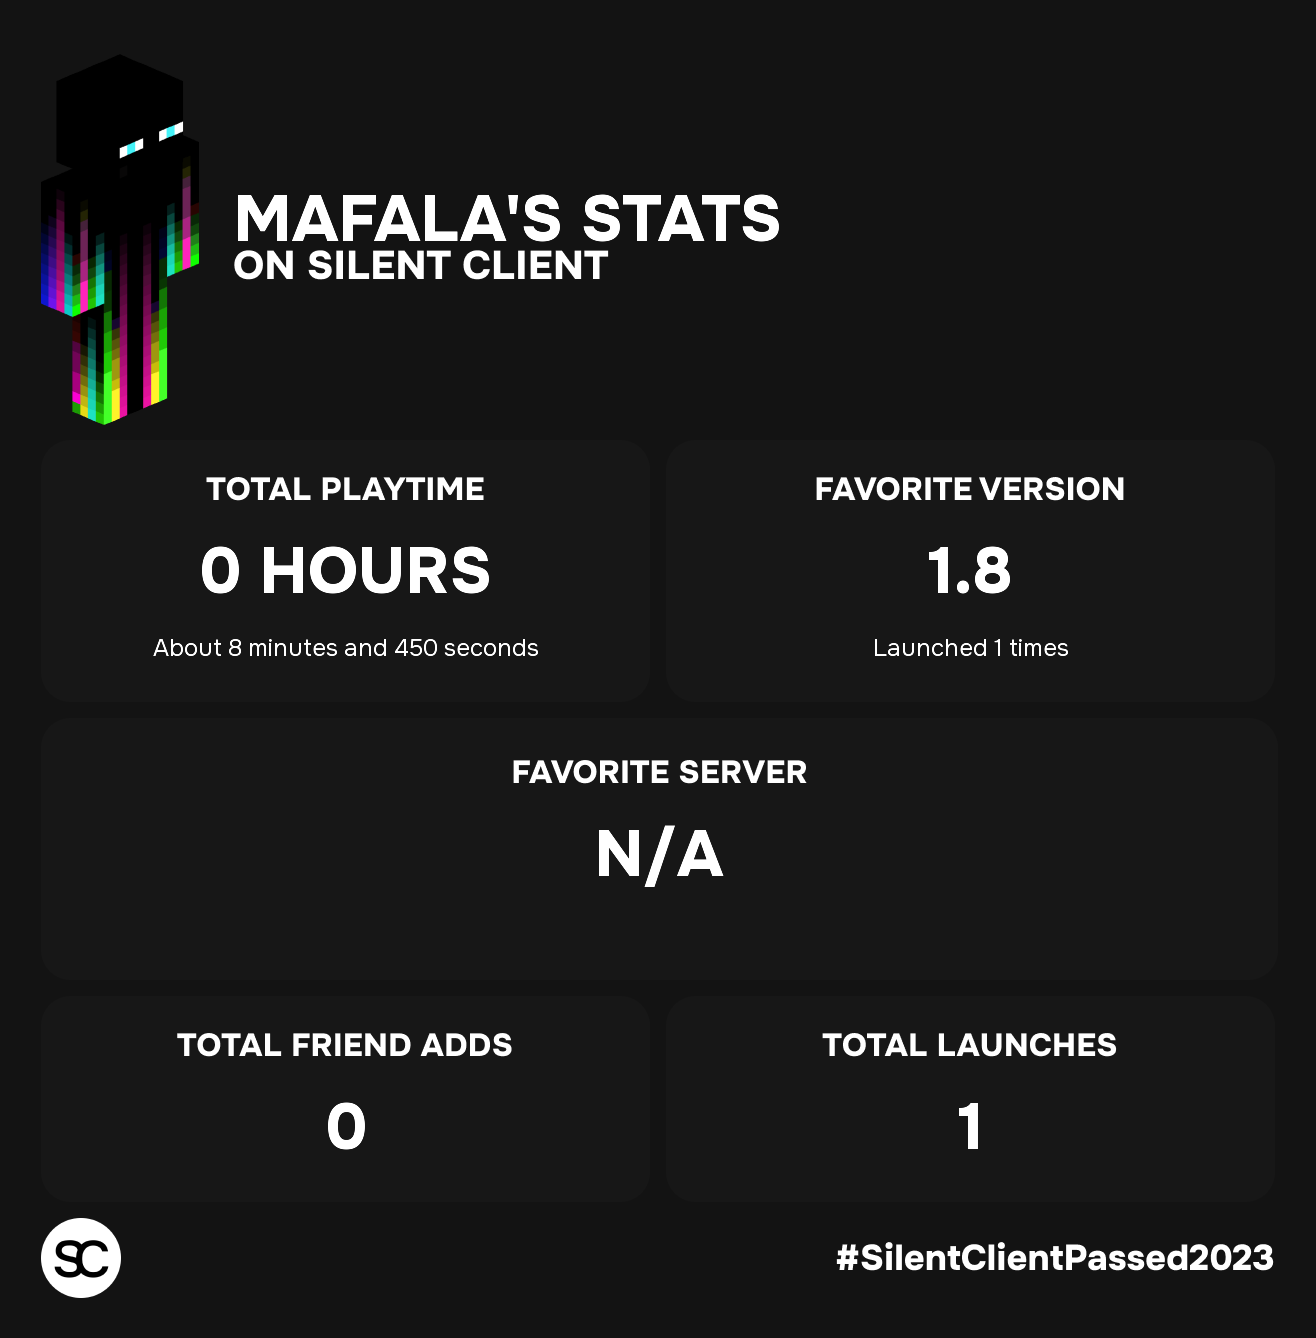 MAFALA'S STATS
ON SILENT CLIENT
TOTAL PLAYTIME
0 HOURS
About 8 minutes and 450 seconds
FAVORITE VERSION
1.8
Launched 1 times
FAVORITE SERVER
N/A
TOTAL FRIEND ADDS
0
TOTAL LAUNCHES
1
SC
#SilentClientPassed2023